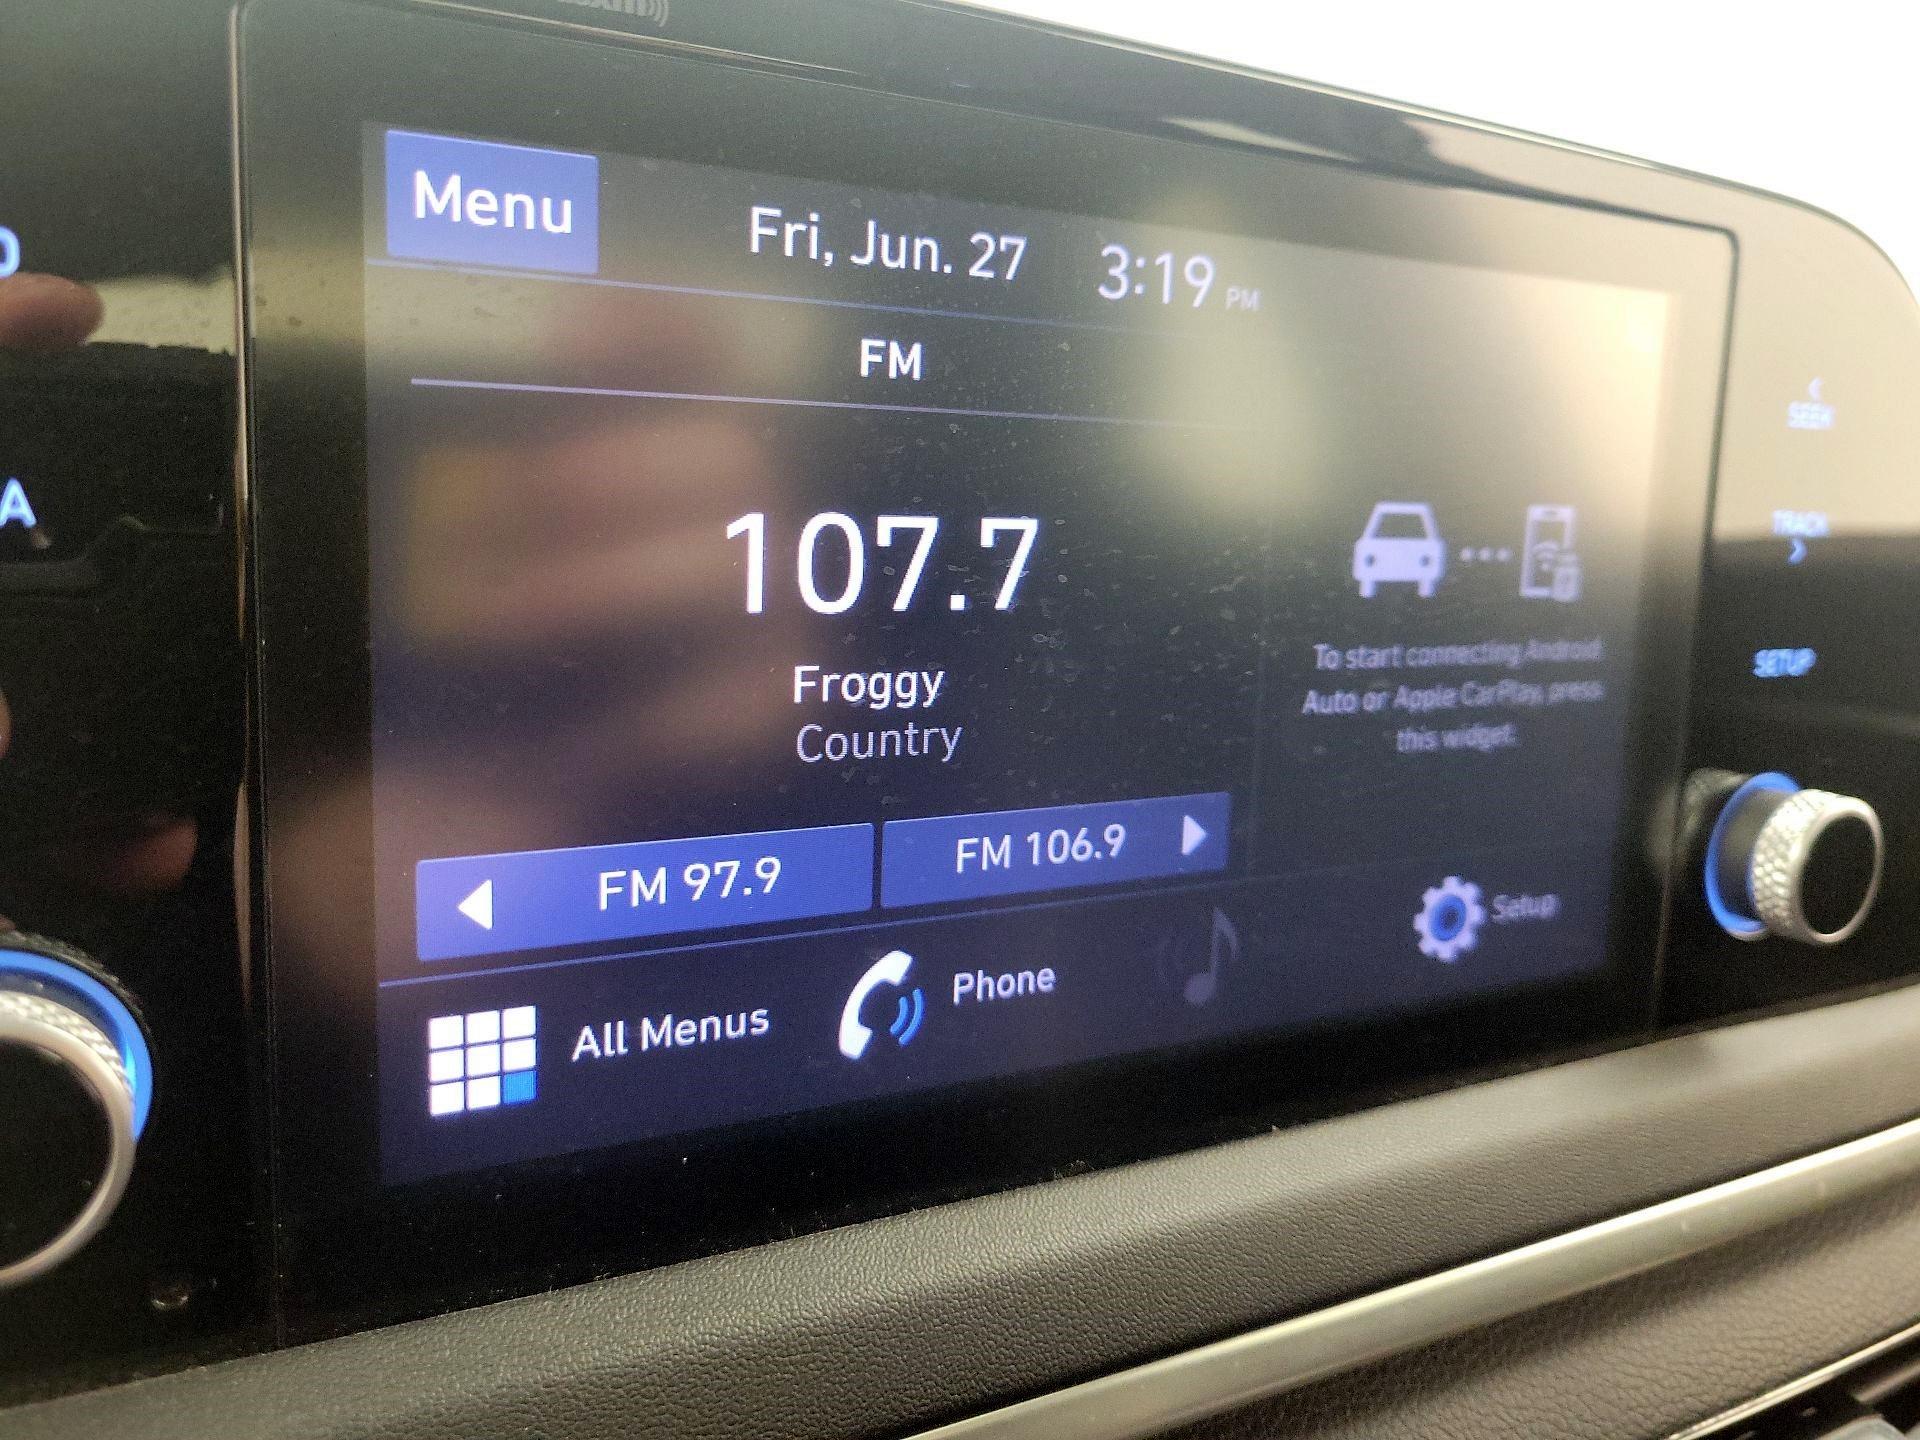 Menu
Fri, Jun. 27 3:19 PM
FM
107.7
Froggy
Country
To start connecting Android
Auto or Apple CarPlay, press
this widget.
FM 97.9
FM 106.9
All Menus
Phone
Setup
SEEK
TRACK
SETUP